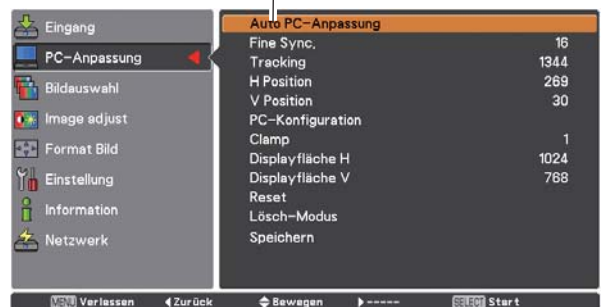 Eingang
PC-Anpassung
Bildauswahl
Image adjust
Format Bild
Einstellung
Information
Netzwerk
Auto PC-Anpassung
Fine Sync. 16
Tracking 1344
H Position 269
V Position 30
PC-Konfiguration
Clamp 1
Displayfläche H 1024
Displayfläche V 768
Reset
Lösch-Modus
Speichern
MENU Verlassen Zurück Bewegen ----- SELECT Start